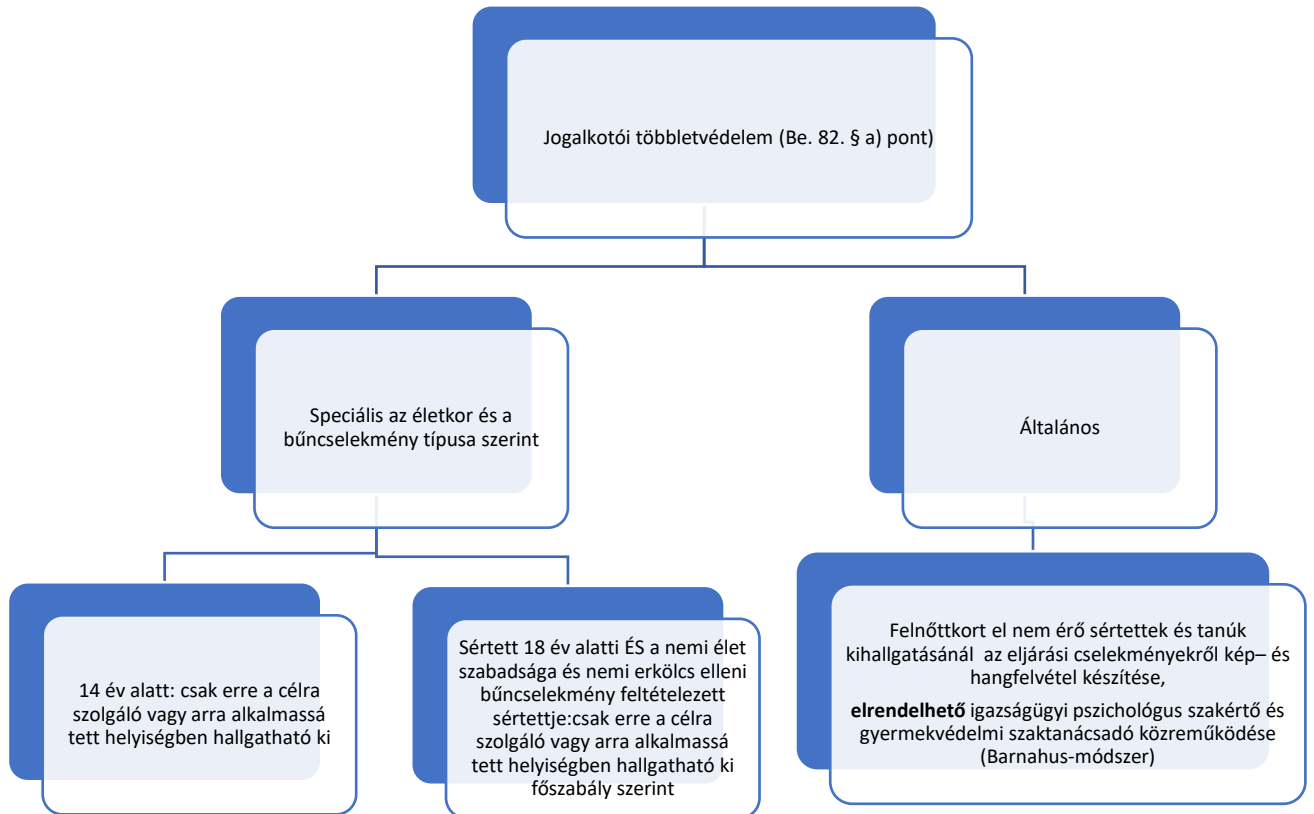 Jogalkotói többletvédelem (Be. 82. § a) pont)
Speciális az életkor és a
bűncselekmény típusa szerint
Általános
14 év alatt: csak erre a célra
szolgáló vagy arra alkalmassá
tett helyiségben hallgatható ki
Sértett 18 év alatti ÉS a nemi élet
szabadsága és nemi erkölcs elleni
bűncselekmény feltételezett
sértettje:csak erre a célra
szolgáló vagy arra alkalmassá
tett helyiségben hallgatható ki
főszabály szerint
Felnőttkort el nem érő sértettek és tanúk
kihallgatásánál az eljárási cselekményekről kép– és
hangfelvétel készítése,
elrendelhető igazságügyi pszichológus szakértő és
gyermekvédelmi szaktanácsadó közreműködése
(Barnahus-módszer)